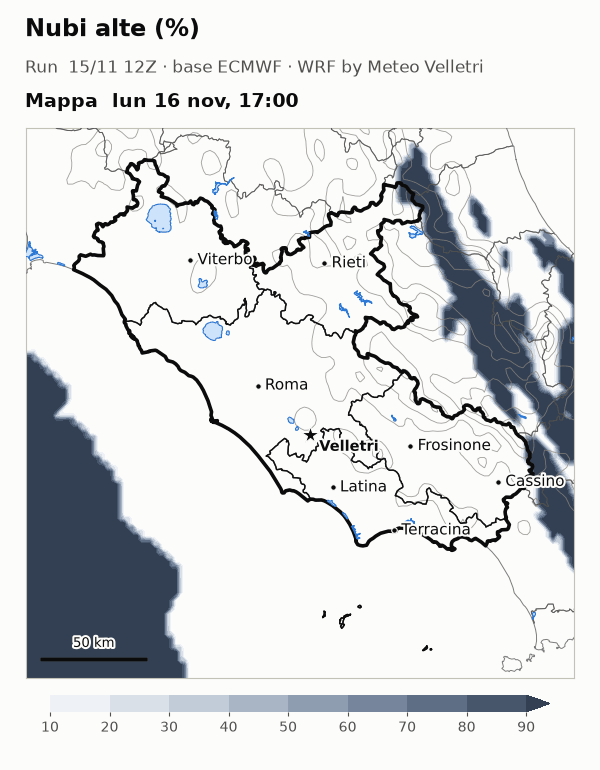 Nubi alte (%)
Run  15/11 12Z · base ECMWF · WRF by Meteo Velletri
Mappa  lun 16 nov, 17:00
Viterbo
Rieti
Roma
Velletri
Frosinone
Cassino
Latina
Terracina
50 km
10 20 30 40 50 60 70 80 90